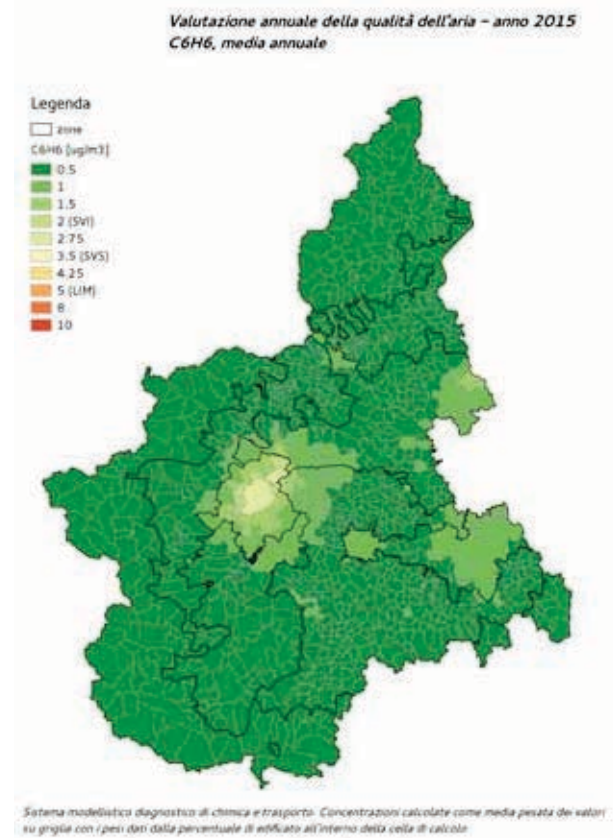 Valutazione annuale della qualità dell'aria - anno 2015
C6H6, media annuale
Legenda
zone
C6H6 [ug/m3]
0.5
1
1.5
2 (SVI)
2.75
3.5 (SVS)
4.25
5 (LIM)
8
10
Sistema modellistico diagnostico di chimica e trasporto. Concentrazioni calcolate come media pesata dei valori
su griglia con i pesi dati dalla percentuale di edificato all'interno della cella di calcolo